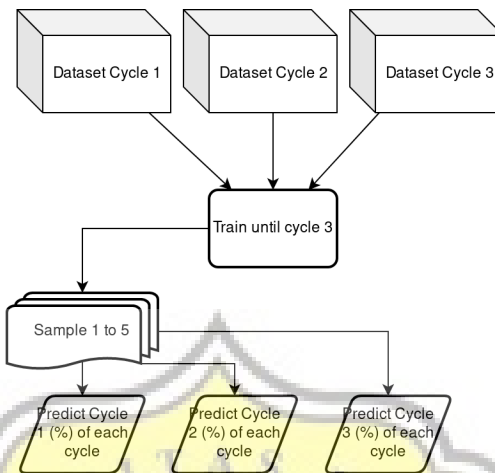 Dataset Cycle 1
Dataset Cycle 2
Dataset Cycle 3
Train until cycle 3
Sample 1 to 5
Predict Cycle
1 (%) of each
cycle
Predict Cycle
2 (%) of each
cycle
Predict Cycle
3 (%) of each
cycle